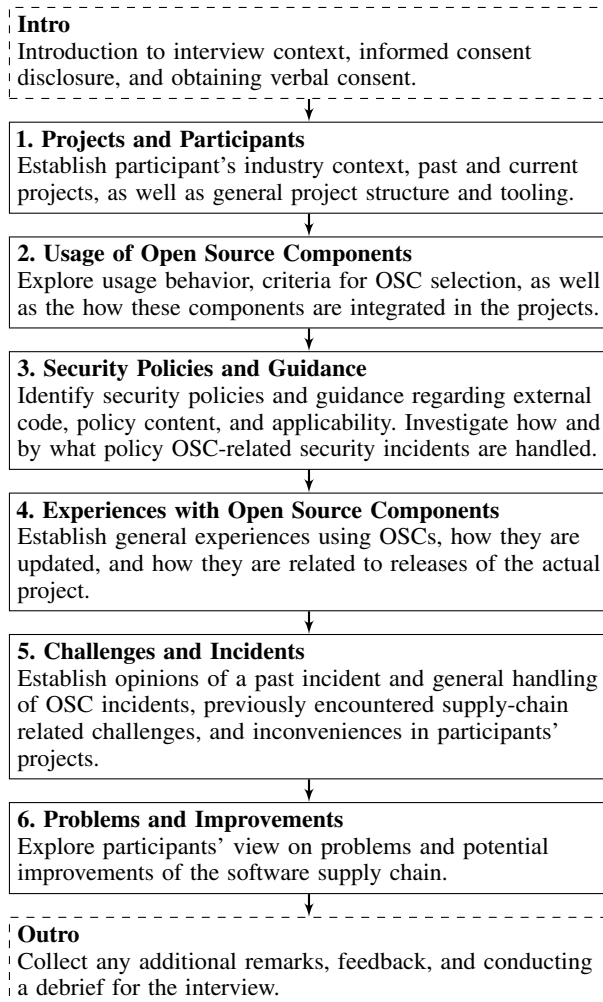 Intro
Introduction to interview context, informed consent
disclosure, and obtaining verbal consent.
1. Projects and Participants
Establish participant's industry context, past and current
projects, as well as general project structure and tooling.
2. Usage of Open Source Components
Explore usage behavior, criteria for OSC selection, as well
as the how these components are integrated in the projects.
3. Security Policies and Guidance
Identify security policies and guidance regarding external
code, policy content, and applicability. Investigate how and
by what policy OSC-related security incidents are handled.
4. Experiences with Open Source Components
Establish general experiences using OSCs, how they are
updated, and how they are related to releases of the actual
project.
5. Challenges and Incidents
Establish opinions of a past incident and general handling
of OSC incidents, previously encountered supply-chain
related challenges, and inconveniences in participants'
projects.
6. Problems and Improvements
Explore participants' view on problems and potential
improvements of the software supply chain.
Outro
Collect any additional remarks, feedback, and conducting
a debrief for the interview.